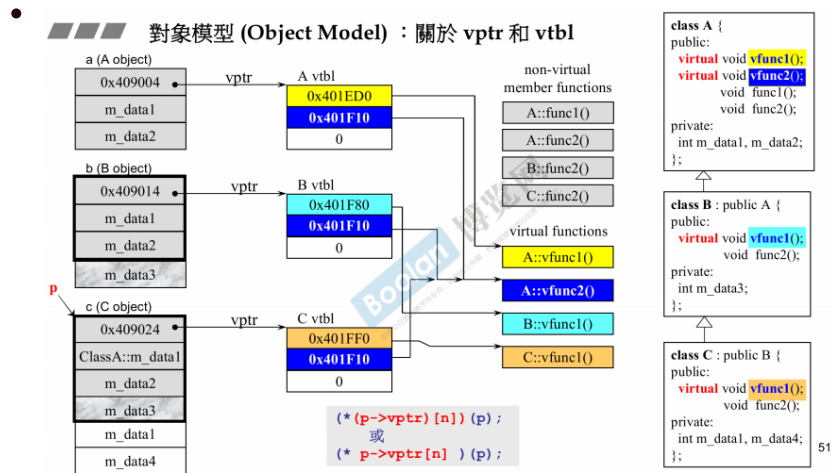 對象模型 (Object Model) ：關於 vptr 和 vtbl
a (A object)
0x409004
m_data1
m_data2
vptr
A vtbl
0x401ED0
0x401F10
0
b (B object)
0x409014
m_data1
m_data2
m_data3
vptr
B vtbl
0x401F80
0x401F10
0
p
c (C object)
0x409024
ClassA::m_data1
m_data2
m_data3
m_data1
m_data4
vptr
C vtbl
0x401FF0
0x401F10
0
non-virtual
member functions
A::func1()
A::func2()
B::func2()
C::func2()
virtual functions
A::vfunc1()
A::vfunc2()
B::vfunc1()
C::vfunc1()
(*(p->vptr)[n])(p);
或
(* p->vptr[n] )(p);
class A {
public:
virtual void vfunc1();
virtual void vfunc2();
void func1();
void func2();
private:
int m_data1, m_data2;
};
class B : public A {
public:
virtual void vfunc1();
void func2();
private:
int m_data3;
};
class C : public B {
public:
virtual void vfunc1();
void func2();
private:
int m_data1, m_data4;
};
51
Boolan 博览网